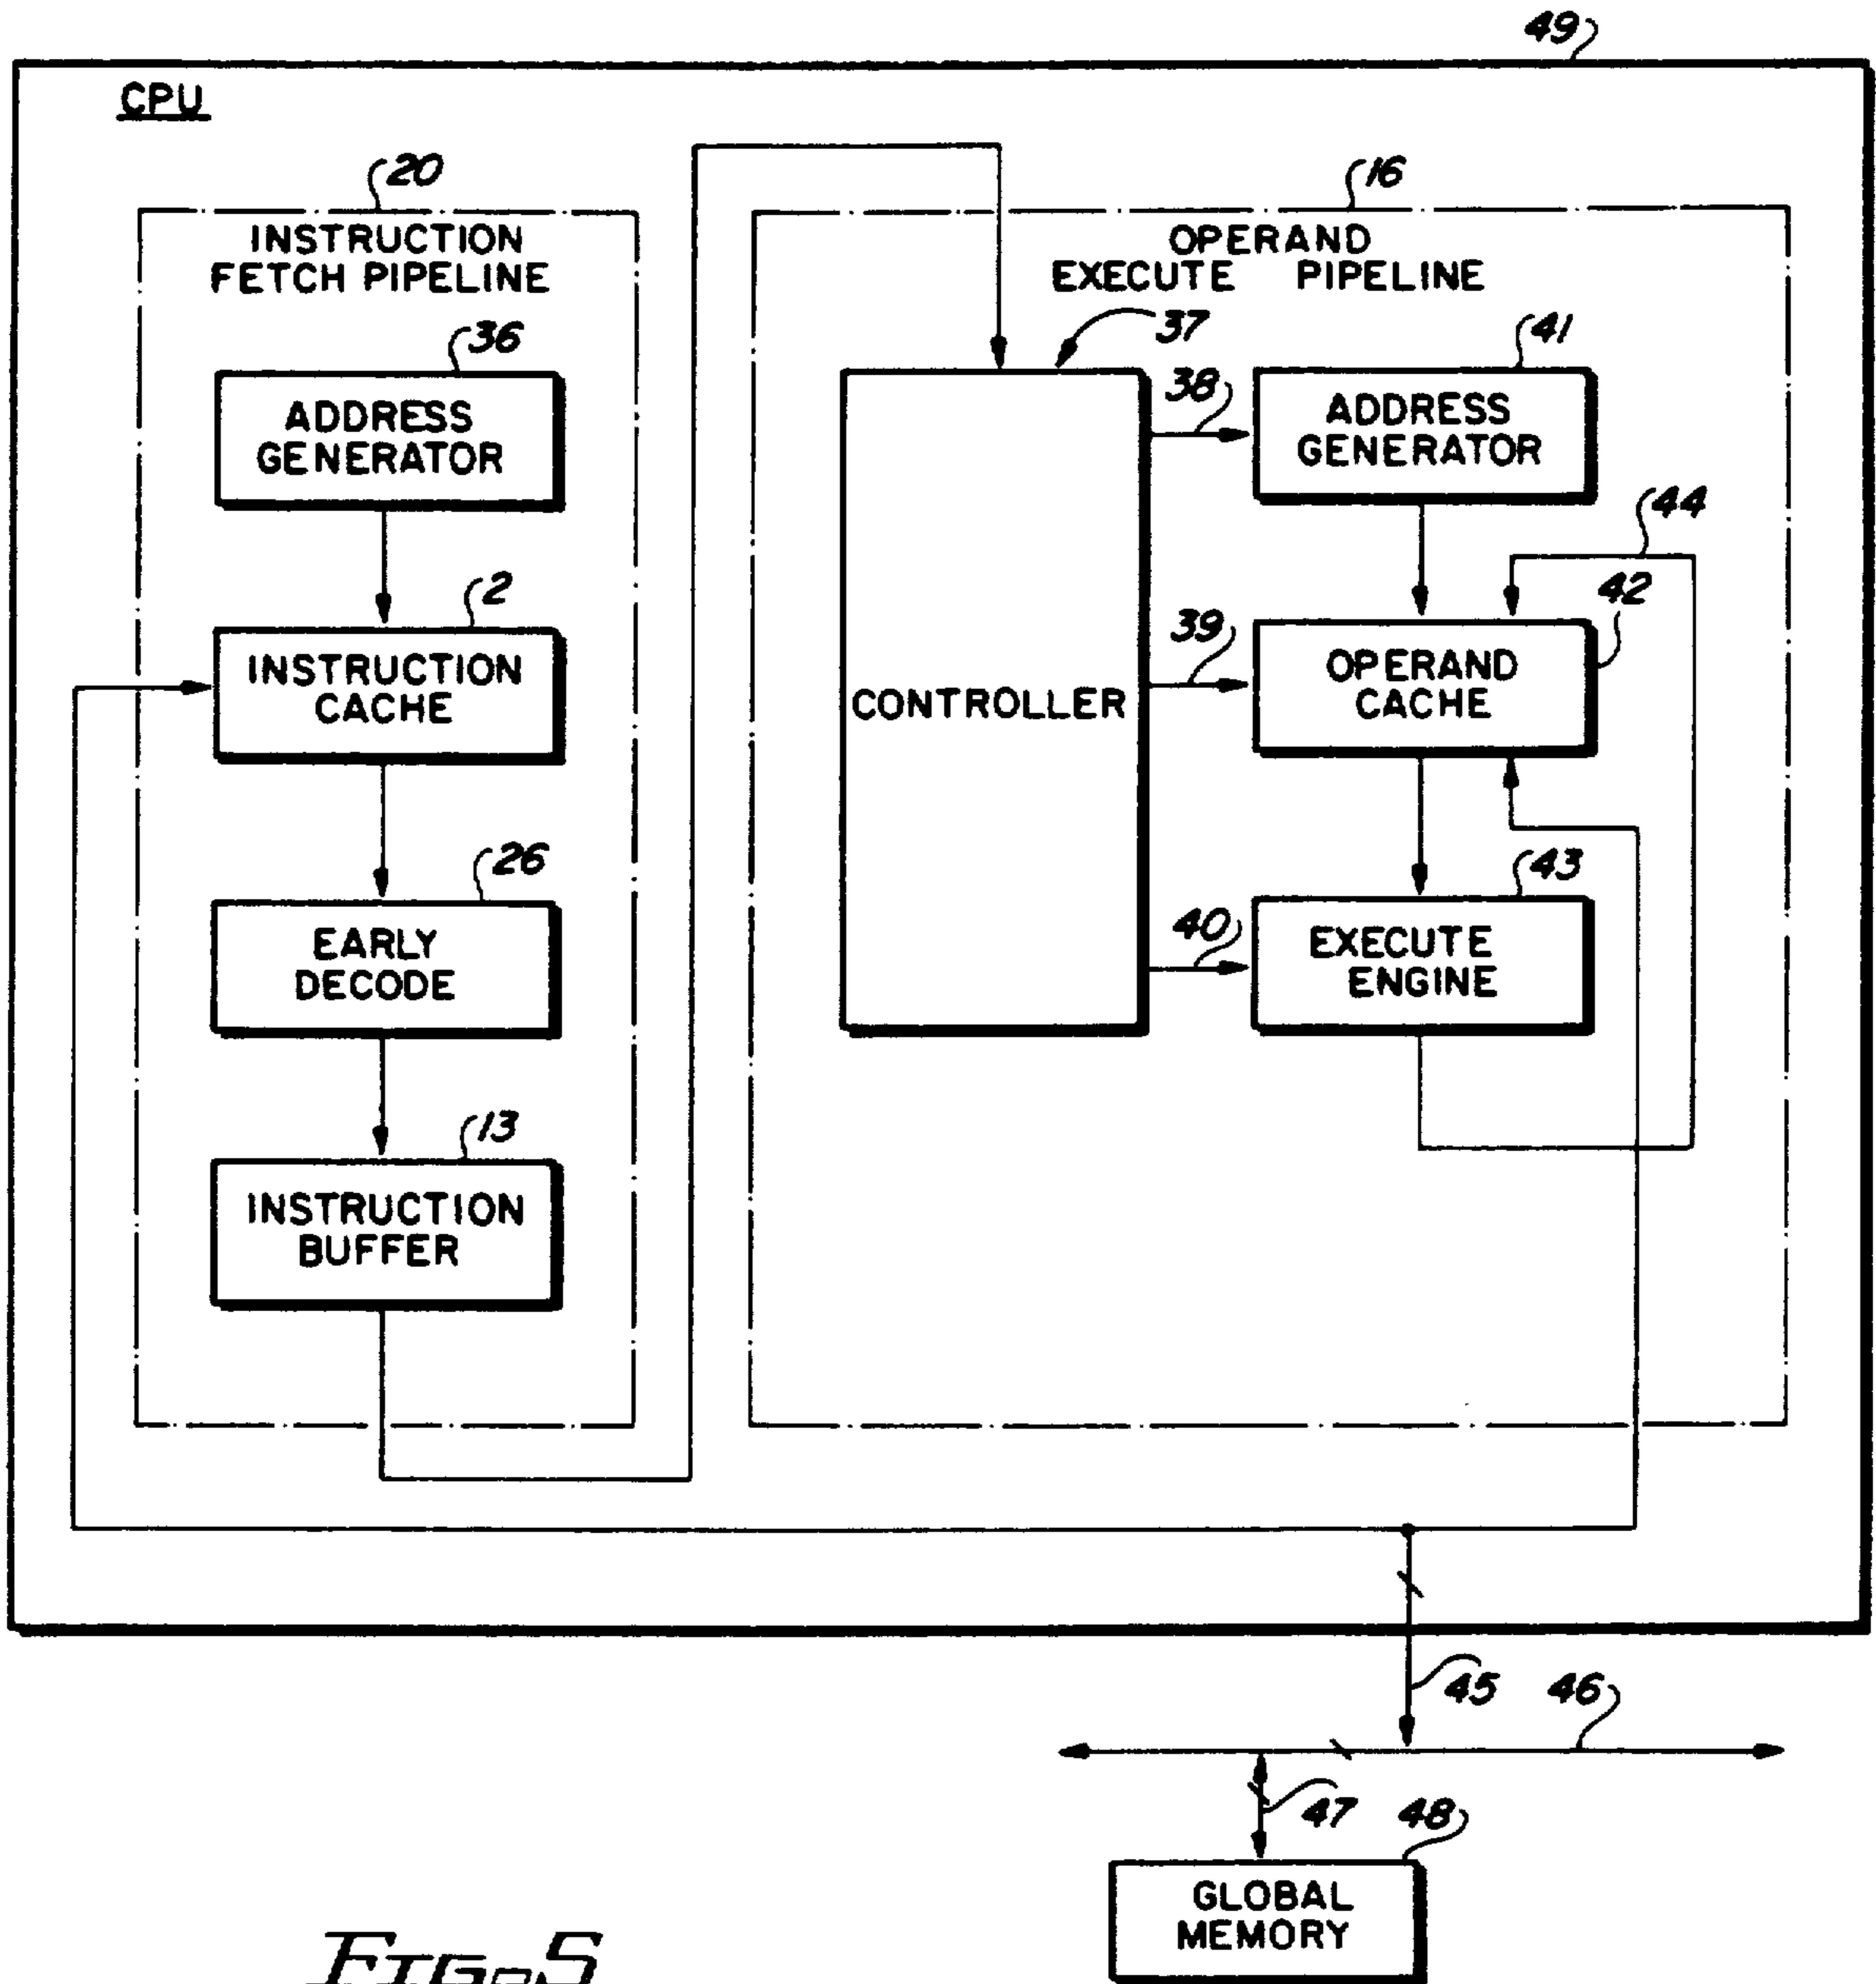 49
CPU
20
16
INSTRUCTION
FETCH PIPELINE
OPERAND
EXECUTE PIPELINE
36
37
41
38
ADDRESS
GENERATOR
ADDRESS
GENERATOR
44
2
42
39
INSTRUCTION
CACHE
CONTROLLER
OPERAND
CACHE
26
43
40
EARLY
DECODE
EXECUTE
ENGINE
13
INSTRUCTION
BUFFER
45
46
47
48
GLOBAL
MEMORY
FIG. 5